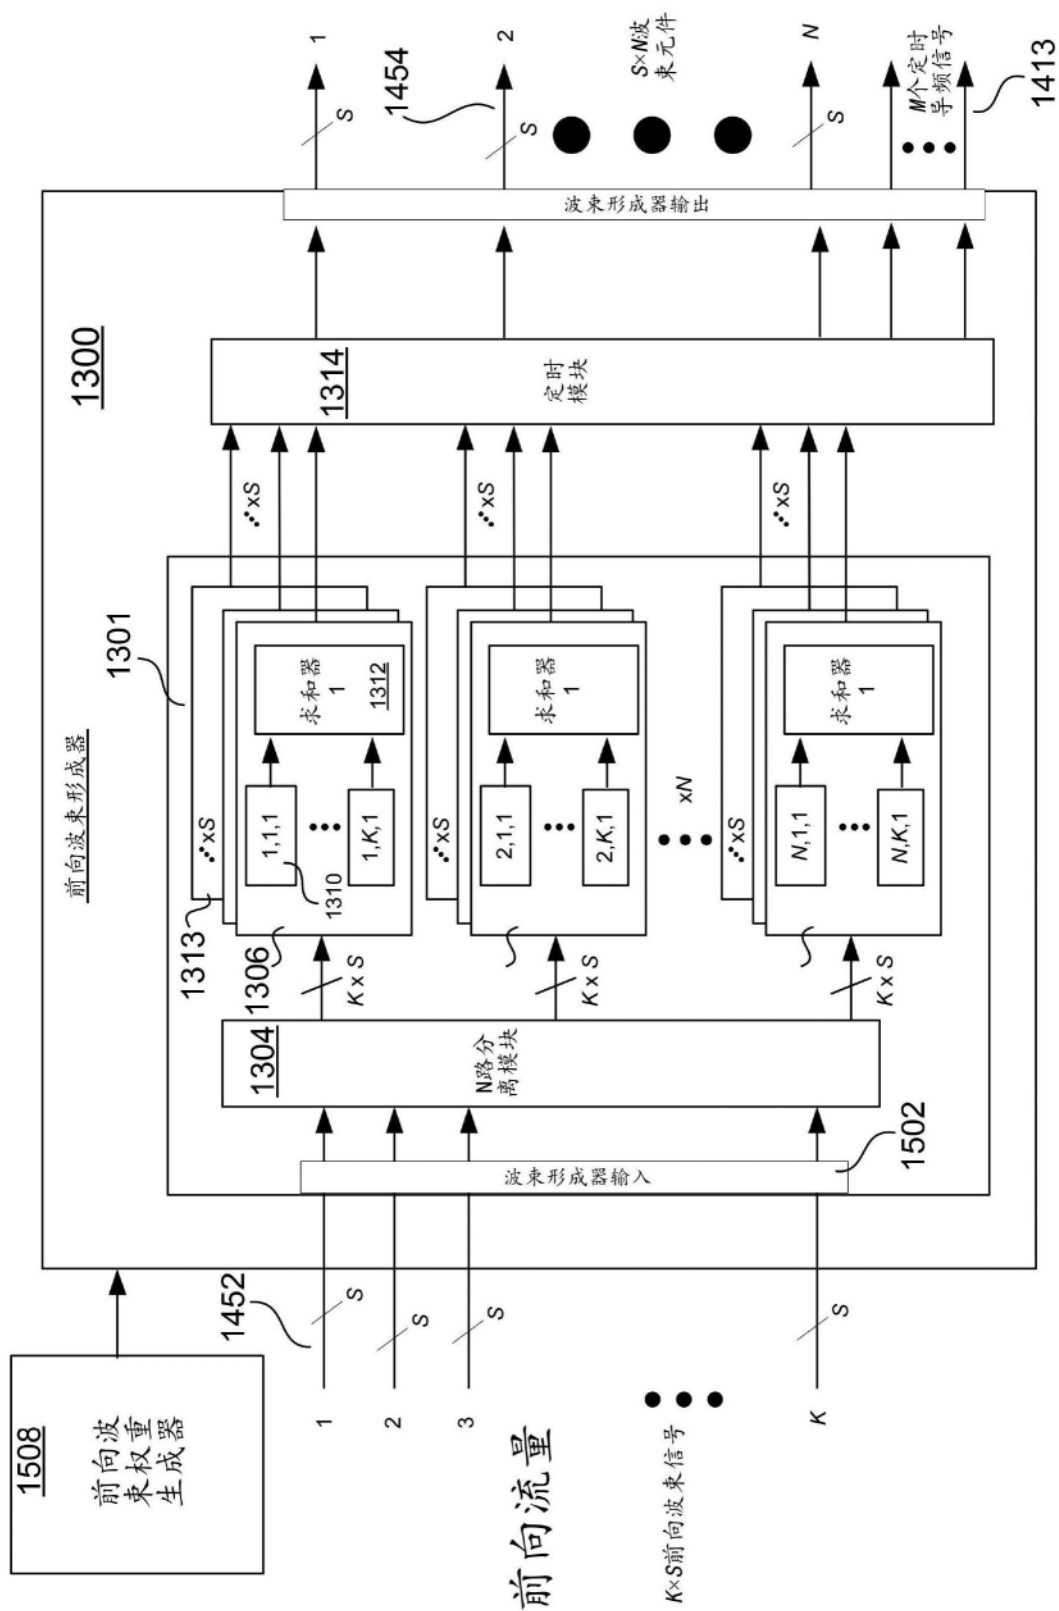 1508
前向波
束权重
生成器
前向流量
K×S前向波束信号
1
2
3
K
S
S
S
S
1452
前向波束形成器
1300
1301
波束形成器输入
1502
1304
N路分
离模块
K x S
K x S
K x S
1313
1306
xS
1,1,1
1,K,1
1310
求和器
1
1312
xS
2,1,1
2,K,1
求和器
1
xN
xS
N,1,1
N,K,1
求和器
1
xS
xS
xS
1314
定时
模块
波束形成器输出
S
S
S
1
2
N
1454
S×N波
束元件
M个定时
导频信号
1413